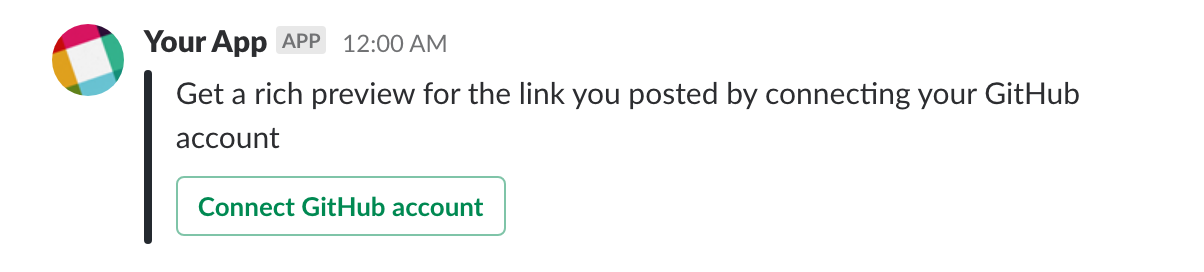 Your App APP 12:00 AM
Get a rich preview for the link you posted by connecting your GitHub
account
Connect GitHub account